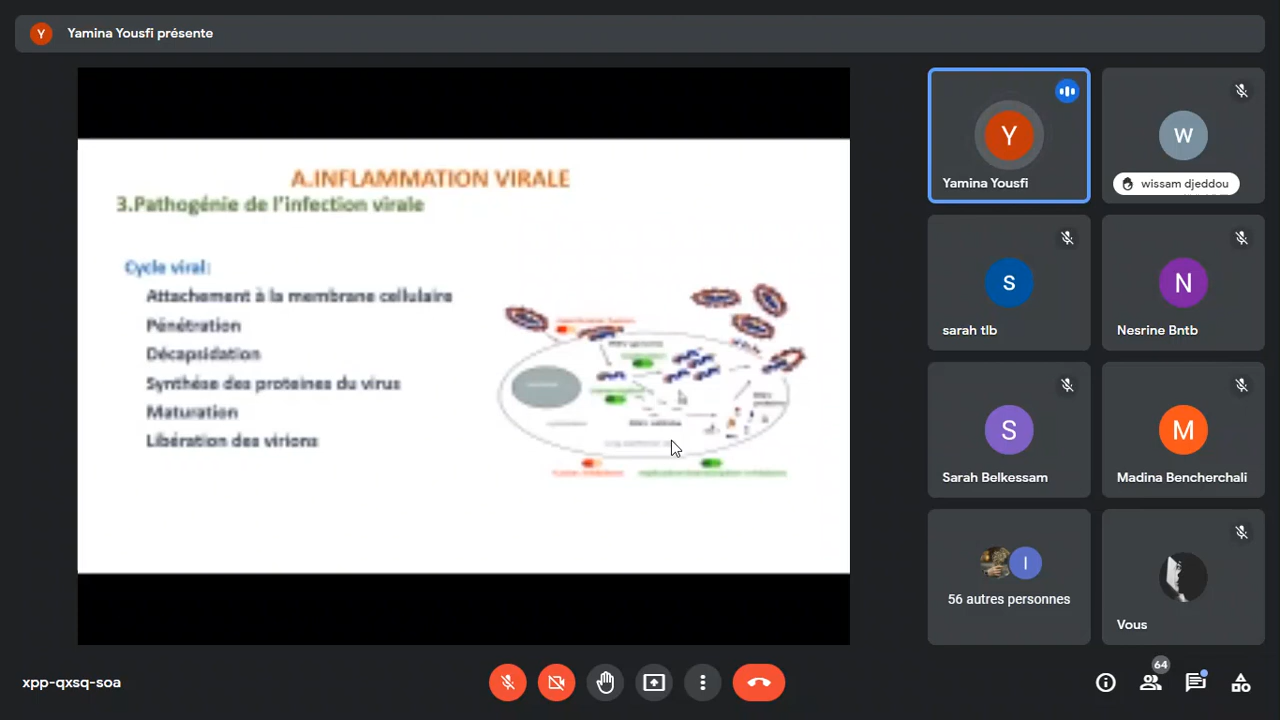 Y
Yamina Yousfi présente
A.INFLAMMATION VIRALE
3.Pathogénie de l'infection virale
Cycle viral:
Attachement à la membrane cellulaire
Pénétration
Décapsidation
Synthése des proteines du virus
Maturation
Libération des virions
Y
Yamina Yousfi
W
wissam djeddou
s
sarah tlb
N
Nesrine Bntb
S
Sarah Belkessam
M
Madina Bencherchali
I
56 autres personnes
Vous
xpp-qxsq-soa
64